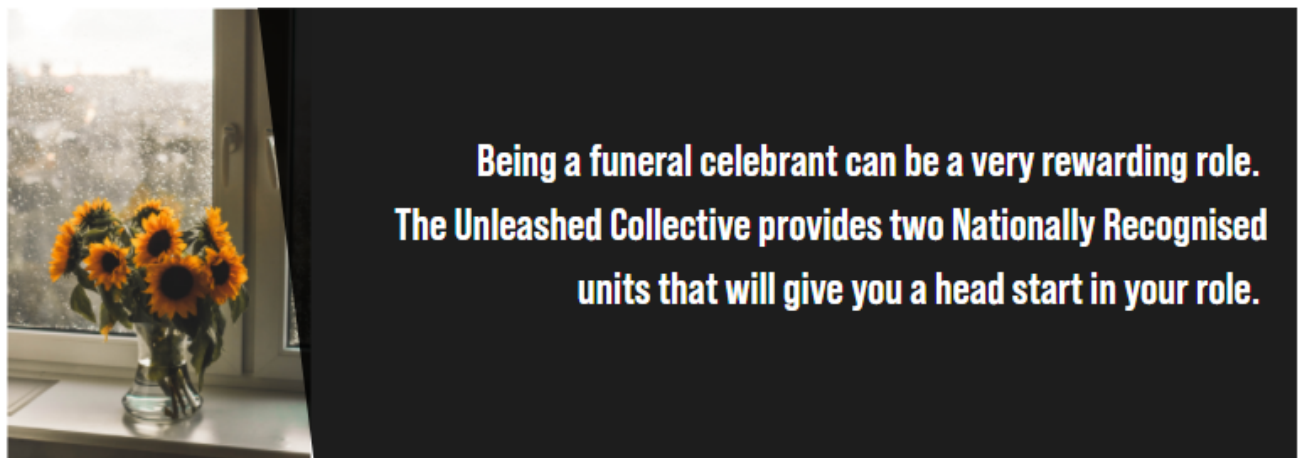 Being a funeral celebrant can be a very rewarding role.
The Unleashed Collective provides two Nationally Recognised
units that will give you a head start in your role.